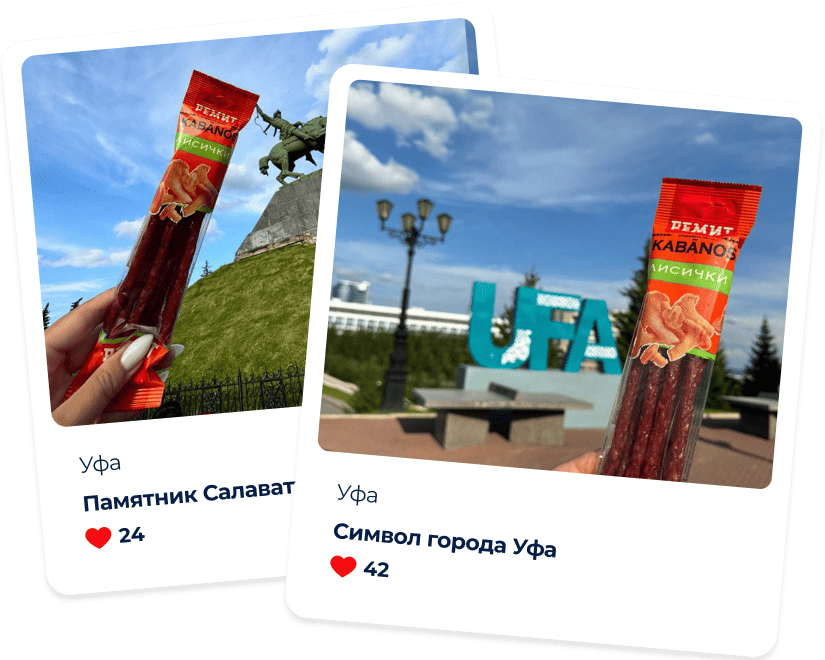 РЕМИТ
KABANOS
ЛИСИЧКИ
Уфа
Памятник Салават
24
РЕМИТ
KABANOS
ЛИСИЧКИ
UFA
Уфа
Символ города Уфа
42